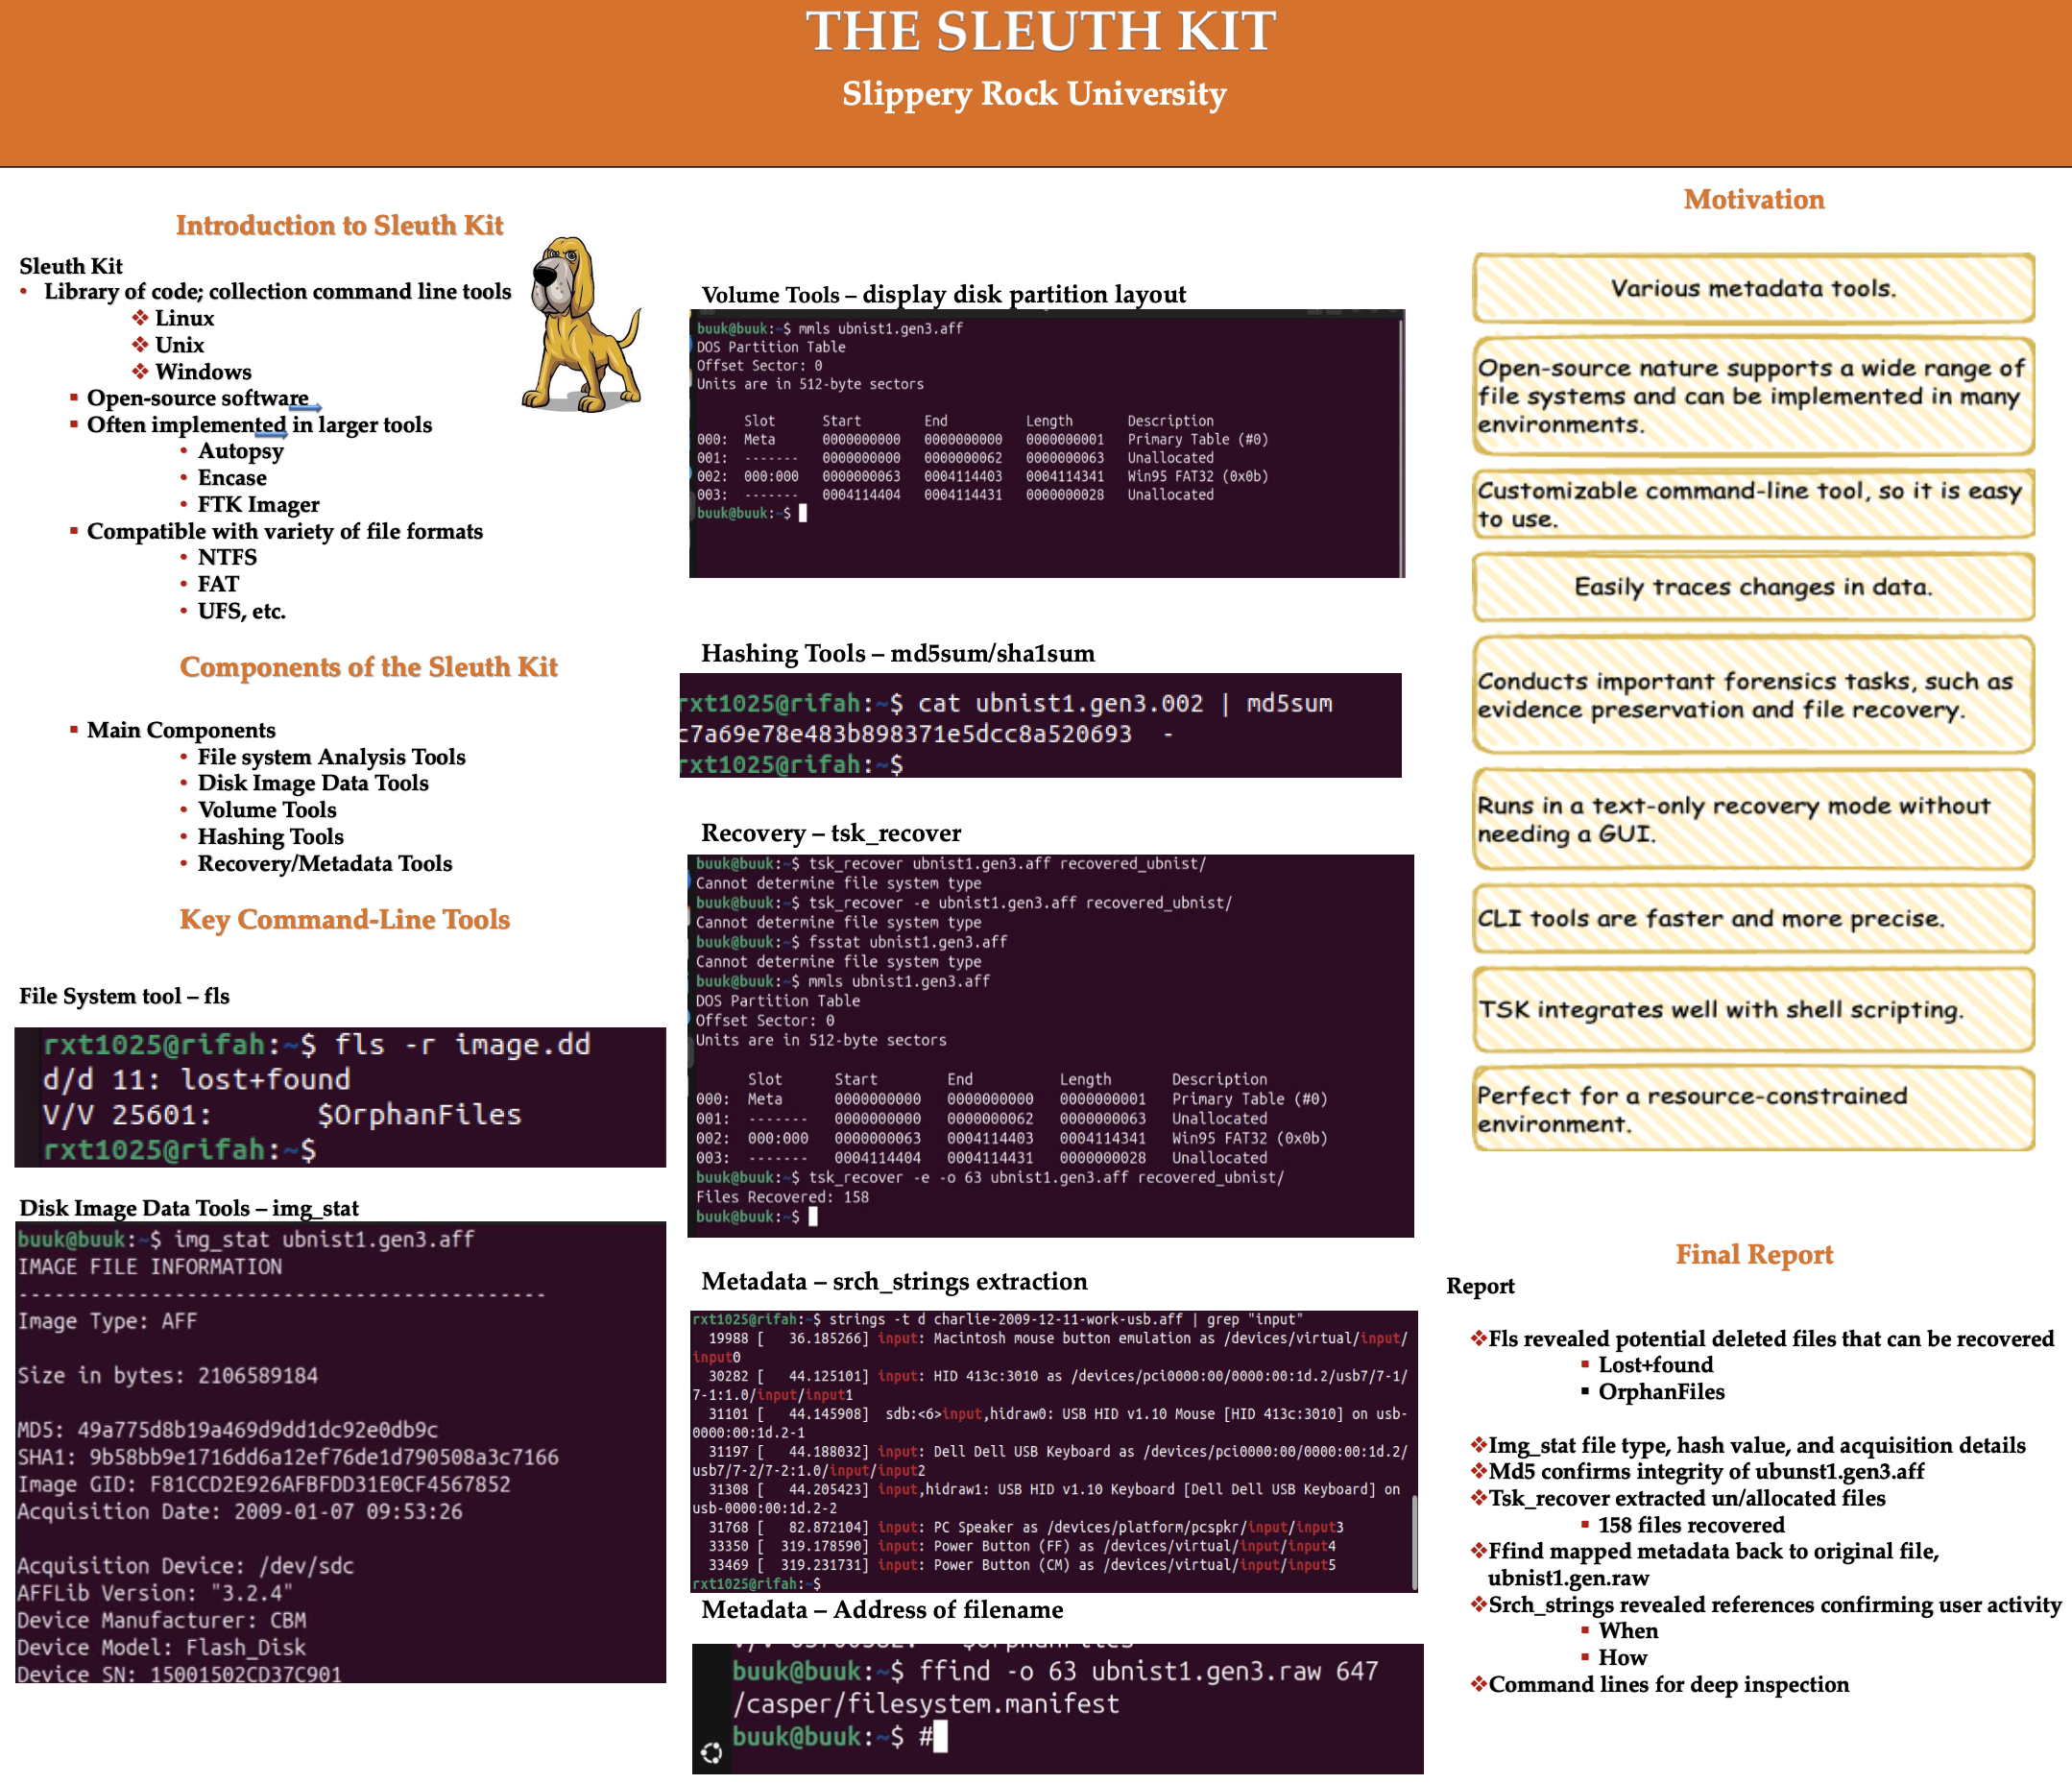 THE SLEUTH KIT
Slippery Rock University
Introduction to Sleuth Kit
Sleuth Kit
• Library of code; collection command line tools
❖ Linux
❖ Unix
❖ Windows
▪ Open-source software
▪ Often implemented in larger tools
• Autopsy
• Encase
• FTK Imager
▪ Compatible with variety of file formats
• NTFS
• FAT
• UFS, etc.
Components of the Sleuth Kit
▪ Main Components
• File system Analysis Tools
• Disk Image Data Tools
• Volume Tools
• Hashing Tools
• Recovery/Metadata Tools
Key Command-Line Tools
File System tool – fls
rxt1025@rifah:~$ fls -r image.dd
d/d 11: lost+found
V/V 25601:      $OrphanFiles
rxt1025@rifah:~$
Disk Image Data Tools – img_stat
buuk@buuk:~$ img_stat ubnist1.gen3.aff
IMAGE FILE INFORMATION
--------------------------------------------
Image Type: AFF
Size in bytes: 2106589184
MD5: 49a775d8b19a469d9dd1dc92e0db9c
SHA1: 9b58bb9e1716dd6a12ef76de1d790508a3c7166
Image GID: F81CCD2E926AFBFDD31E0CF4567852
Acquisition Date: 2009-01-07 09:53:26
Acquisition Device: /dev/sdc
AFFLib Version: "3.2.4"
Device Manufacturer: CBM
Device Model: Flash_Disk
Device SN: 15001502CD37C901
Volume Tools – display disk partition layout
buuk@buuk:~$ mmls ubnist1.gen3.aff
DOS Partition Table
Offset Sector: 0
Units are in 512-byte sectors
Slot      Start        End          Length       Description
000:  Meta      0000000000   0000000000   0000000001   Primary Table (#0)
001:  -------   0000000000   0000000062   0000000063   Unallocated
002:  000:000   0000000063   0004114403   0004114341   Win95 FAT32 (0x0b)
003:  -------   0004114404   0004114431   0000000028   Unallocated
buuk@buuk:~$
Hashing Tools – md5sum/sha1sum
rxt1025@rifah:~$ cat ubnist1.gen3.002 | md5sum
c7a69e78e483b898371e5dcc8a520693  -
rxt1025@rifah:~$
Recovery – tsk_recover
buuk@buuk:~$ tsk_recover ubnist1.gen3.aff recovered_ubnist/
Cannot determine file system type
buuk@buuk:~$ tsk_recover -e ubnist1.gen3.aff recovered_ubnist/
Cannot determine file system type
buuk@buuk:~$ fsstat ubnist1.gen3.aff
Cannot determine file system type
buuk@buuk:~$ mmls ubnist1.gen3.aff
DOS Partition Table
Offset Sector: 0
Units are in 512-byte sectors
Slot      Start        End          Length       Description
000:  Meta      0000000000   0000000000   0000000001   Primary Table (#0)
001:  -------   0000000000   0000000062   0000000063   Unallocated
002:  000:000   0000000063   0004114403   0004114341   Win95 FAT32 (0x0b)
003:  -------   0004114404   0004114431   0000000028   Unallocated
buuk@buuk:~$ tsk_recover -e -o 63 ubnist1.gen3.aff recovered_ubnist/
Files Recovered: 158
buuk@buuk:~$
Metadata – srch_strings extraction
rxt1025@rifah:~$ strings -t d charlie-2009-12-11-work-usb.aff | grep "input"
19988 [   36.185266] input: Macintosh mouse button emulation as /devices/virtual/input/
input0
30282 [   44.125101] input: HID 413c:3010 as /devices/pci0000:00/0000:00:1d.2/usb7/7-1/
7-1:1.0/input/input1
31101 [   44.145908]  sdb:<6>input,hidraw0: USB HID v1.10 Mouse [HID 413c:3010] on usb-
0000:00:1d.2-1
31197 [   44.188032] input: Dell Dell USB Keyboard as /devices/pci0000:00/0000:00:1d.2/
usb7/7-2/7-2:1.0/input/input2
31308 [   44.205423] input,hidraw1: USB HID v1.10 Keyboard [Dell Dell USB Keyboard] on
usb-0000:00:1d.2-2
31768 [   82.872104] input: PC Speaker as /devices/platform/pcspkr/input/input3
33350 [  319.178590] input: Power Button (FF) as /devices/virtual/input/input4
33469 [  319.231731] input: Power Button (CM) as /devices/virtual/input/input5
rxt1025@rifah:~$
Metadata – Address of filename
buuk@buuk:~$ ffind -o 63 ubnist1.gen3.raw 647
/casper/filesystem.manifest
buuk@buuk:~$ #
Motivation
Various metadata tools.
Open-source nature supports a wide range of
file systems and can be implemented in many
environments.
Customizable command-line tool, so it is easy
to use.
Easily traces changes in data.
Conducts important forensics tasks, such as
evidence preservation and file recovery.
Runs in a text-only recovery mode without
needing a GUI.
CLI tools are faster and more precise.
TSK integrates well with shell scripting.
Perfect for a resource-constrained
environment.
Final Report
Report
❖Fls revealed potential deleted files that can be recovered
▪ Lost+found
▪ OrphanFiles
❖Img_stat file type, hash value, and acquisition details
❖Md5 confirms integrity of ubunst1.gen3.aff
❖Tsk_recover extracted un/allocated files
▪ 158 files recovered
❖Ffind mapped metadata back to original file,
ubnist1.gen.raw
❖Srch_strings revealed references confirming user activity
▪ When
▪ How
❖Command lines for deep inspection